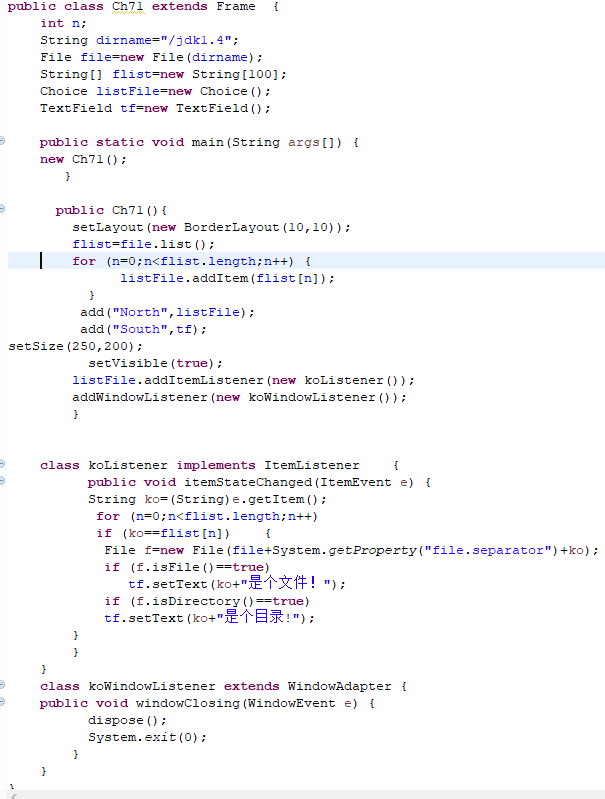 public class Ch71 extends Frame  {
    int n;
    String dirname="/jdk1.4";
    File file=new File(dirname);
    String[] flist=new String[100];
    Choice listFile=new Choice();
    TextField tf=new TextField();
    public static void main(String args[]) {
    new Ch71();
       }
      public Ch71(){
        setLayout(new BorderLayout(10,10));
        flist=file.list();
        for (n=0;n<flist.length;n++) {
              listFile.addItem(flist[n]);
          }
         add("North",listFile);
         add("South",tf);
setSize(250,200);
          setVisible(true);
        listFile.addItemListener(new koListener());
        addWindowListener(new koWindowListener());
        }
    class koListener implements ItemListener    {
          public void itemStateChanged(ItemEvent e) {
          String ko=(String)e.getItem();
           for (n=0;n<flist.length;n++)
           if (ko==flist[n])    {
            File f=new File(file+System.getProperty("file.separator")+ko);
            if (f.isFile()==true)
               tf.setText(ko+"是个文件！");
            if (f.isDirectory()==true)
            tf.setText(ko+"是个目录!");
        }
        }
    }
    class koWindowListener extends WindowAdapter {
    public void windowClosing(WindowEvent e) {
          dispose();
          System.exit(0);
        }
    }
}